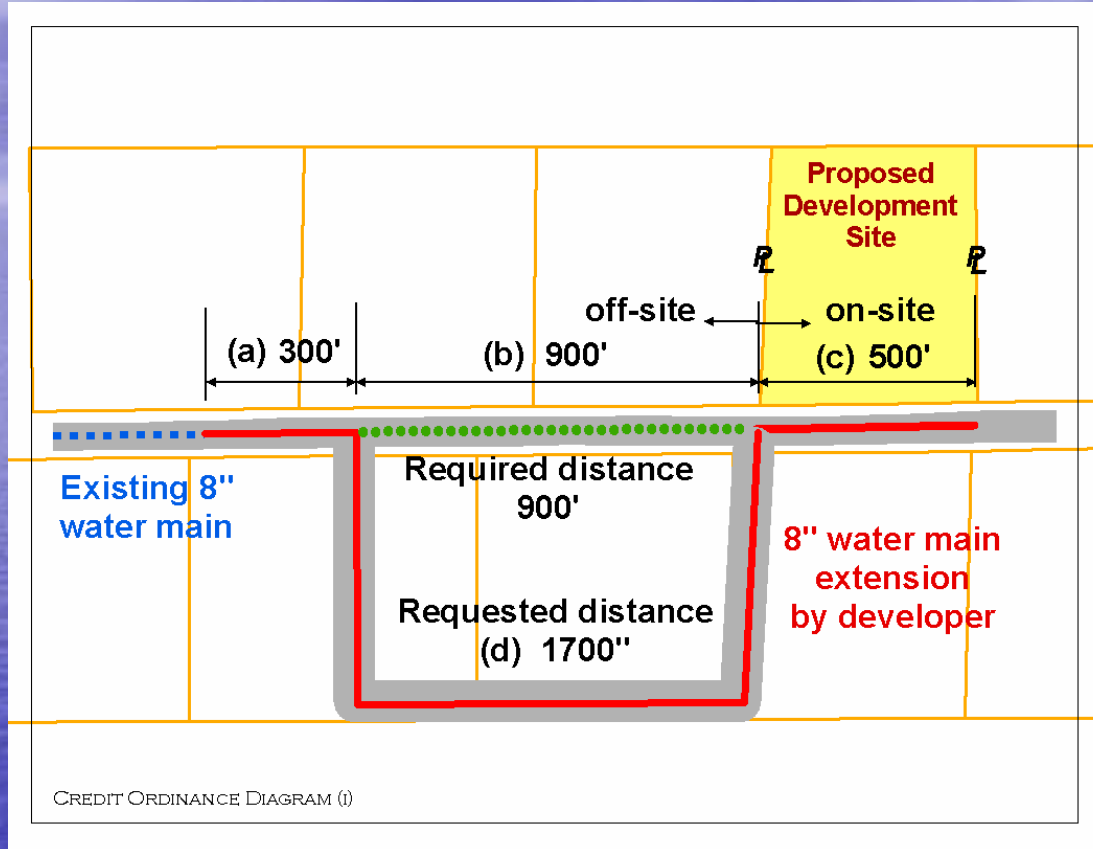 Proposed
Development
Site
PL
PL
off-site
on-site
(a) 300'
(b) 900'
(c) 500'
Existing 8"
water main
Required distance
900'
8" water main
extension
by developer
Requested distance
(d) 1700"
CREDIT ORDINANCE DIAGRAM (I)